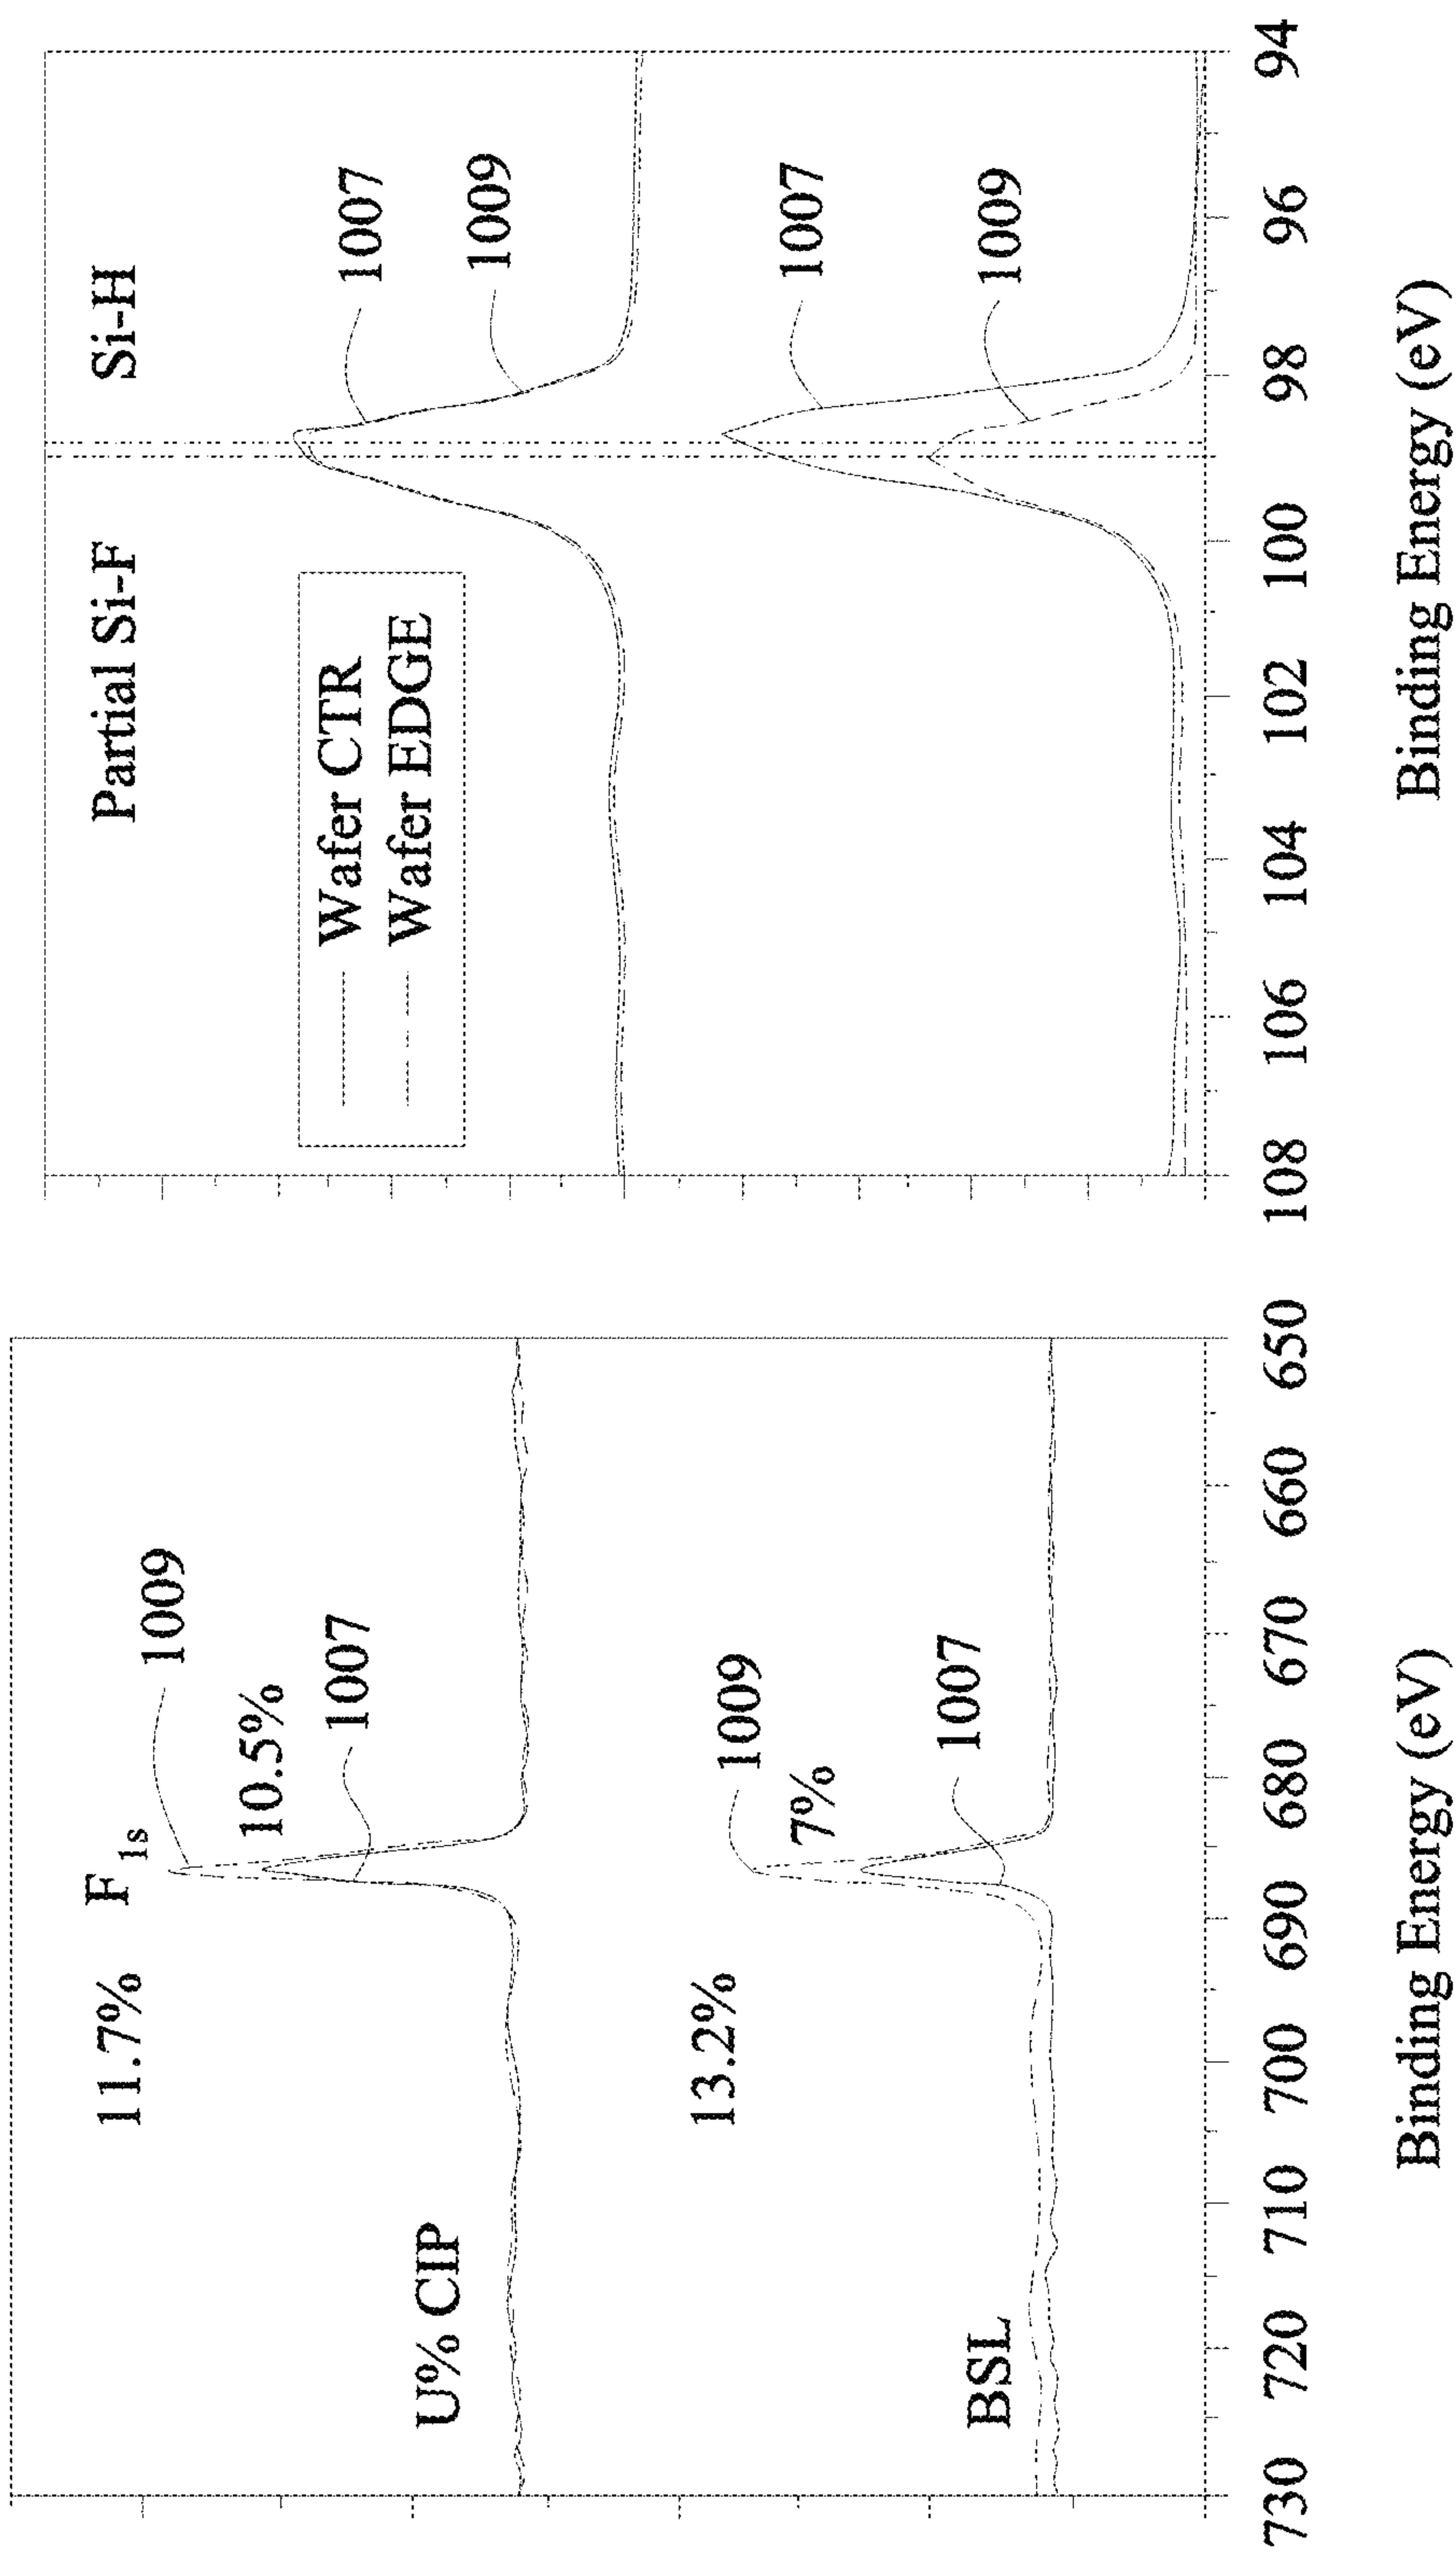 F 1s
11.7%
1009
10.5%
1007
U% CIP
13.2%
1009
7%
1007
BSL
730 720 710 700 690 680 670 660 650
Binding Energy (eV)
Partial Si-F
Si-H
Wafer CTR
Wafer EDGE
1007
1009
1007
1009
108 106 104 102 100 98 96 94
Binding Energy (eV)